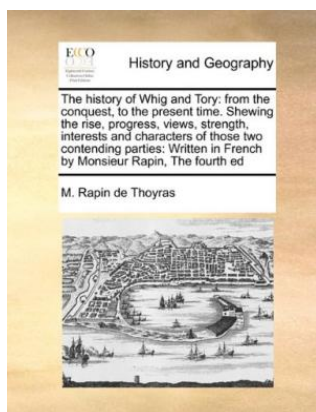 ECCO
History and Geography
The history of Whig and Tory: from the
conquest, to the present time. Shewing
the rise, progress, views, strength,
interests and characters of those two
contending parties: Written in French
by Monsieur Rapin, The fourth ed
M. Rapin de Thoyras